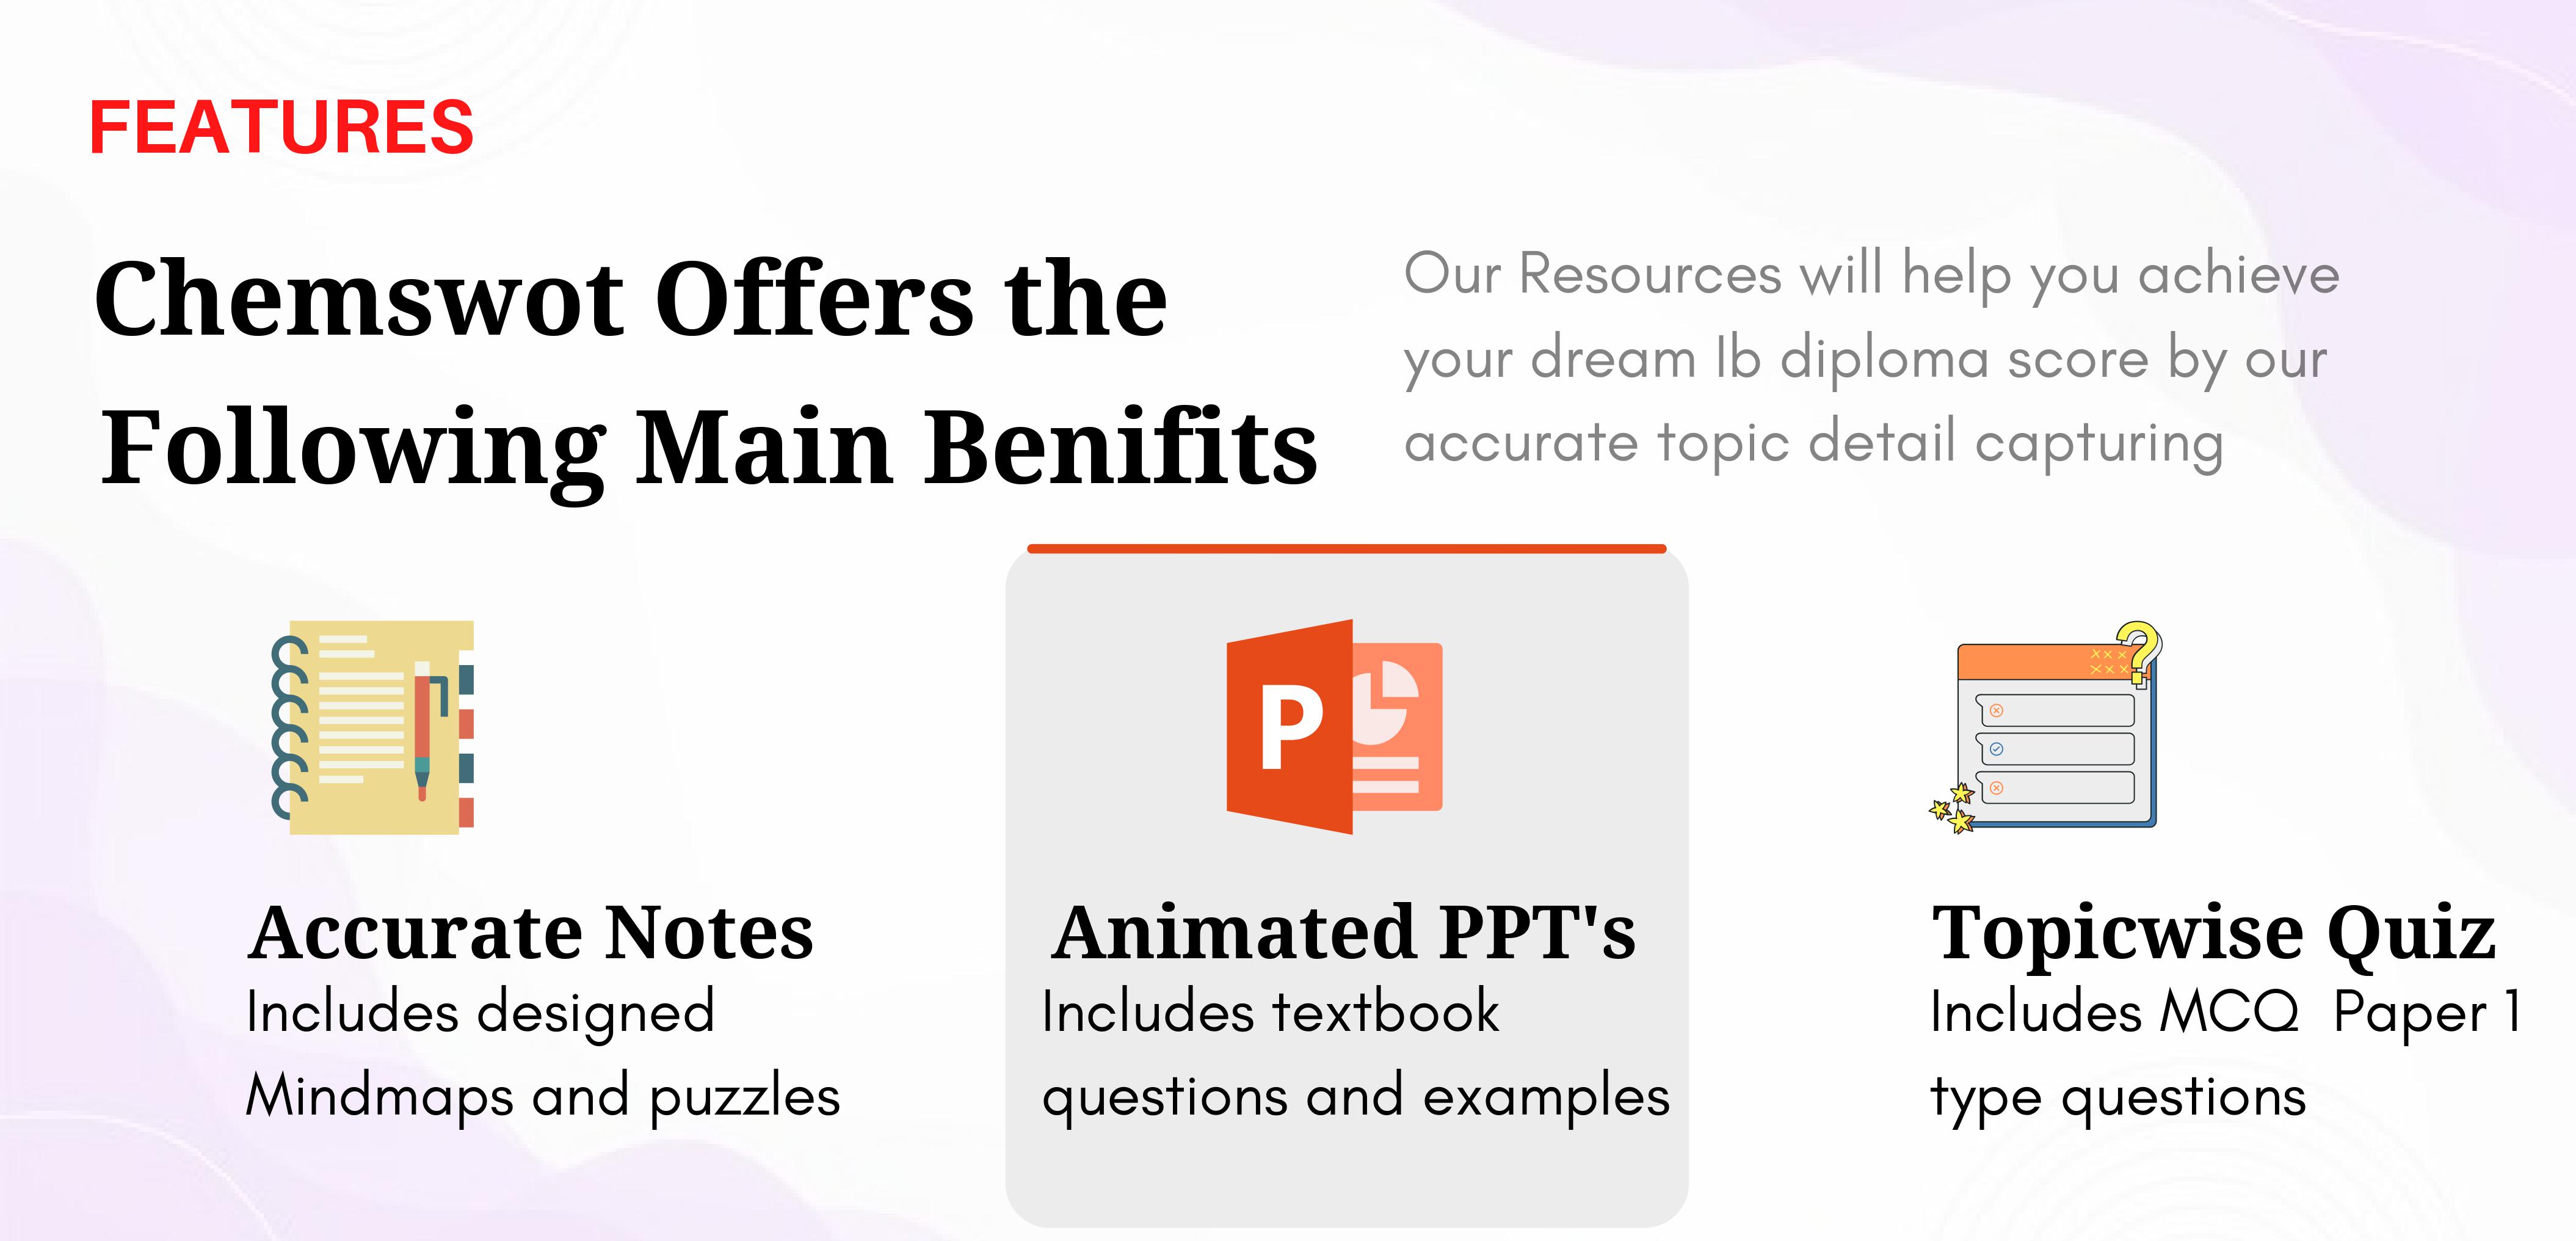 FEATURES
Chemswot Offers the
Following Main Benifits
Our Resources will help you achieve
your dream Ib diploma score by our
accurate topic detail capturing
P
Accurate Notes
Includes designed
Mindmaps and puzzles
Animated PPT's
Includes textbook
questions and examples
?
Topicwise Quiz
Includes MCQ  Paper 1
type questions